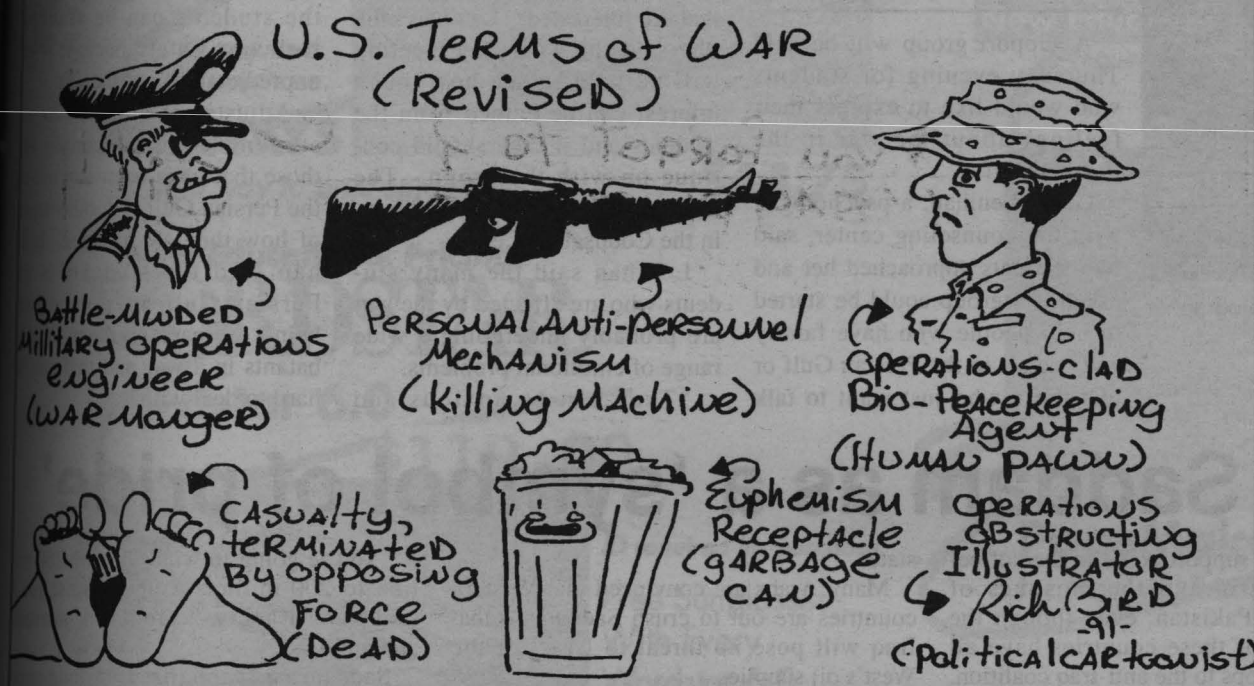 U.S. TERMS of WAR
(REVISED)
BATTLE-MINDED
Millitary operations
engineer
(WAR Monger)
PERSONAL Anti-personnel
Mechanism
(Killing Machine)
OPERATIONS-CLAD
Bio-Peacekeeping
Agent
(HUMAN PAWN)
CASUALTY,
TERMINATED
By opposing
FORCE
(DeAD)
Euphemism
Receptacle
(GARBAGE
CAN)
OPERATIONS
OBSTRUCTING
ILLUSTRATOR
Rich BIRD
-91-
(political CARtoonist)